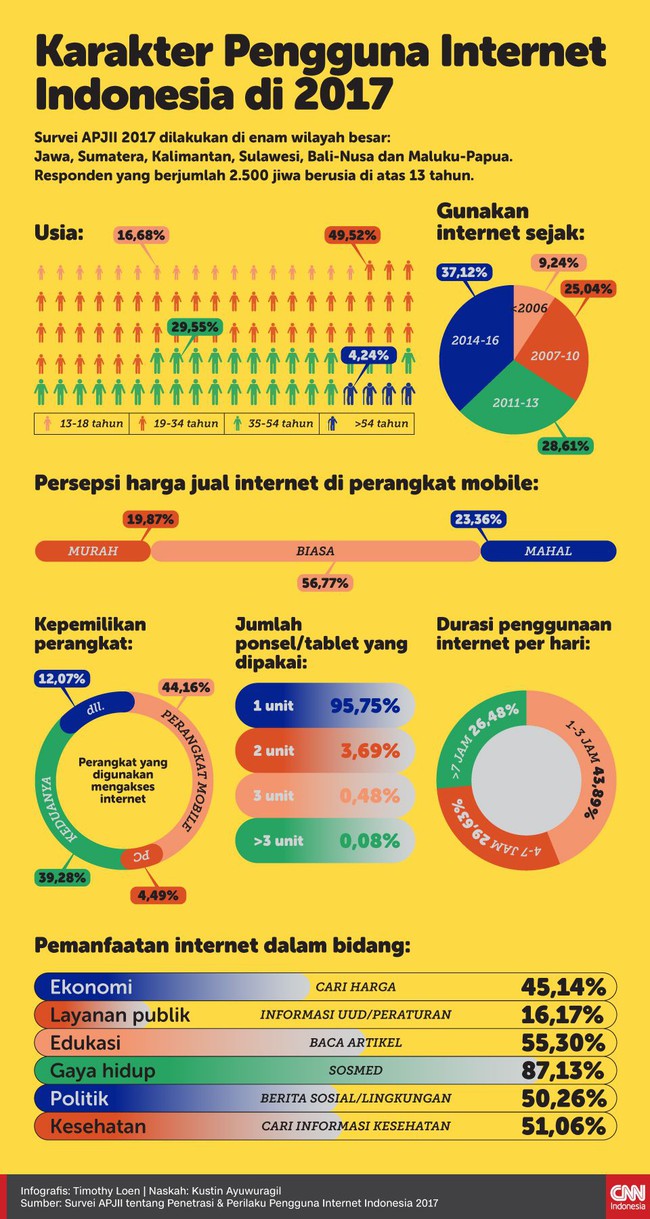 Karakter Pengguna Internet
Indonesia di 2017
Survei APJII 2017 dilakukan di enam wilayah besar:
Jawa, Sumatera, Kalimantan, Sulawesi, Bali-Nusa dan Maluku-Papua.
Responden yang berjumlah 2.500 jiwa berusia di atas 13 tahun.
Usia:
16,68%
49,52%
29,55%
4,24%
13-18 tahun
19-34 tahun
35-54 tahun
>54 tahun
Gunakan
internet sejak:
9,24%
37,12%
25,04%
<2006
2014-16
2007-10
2011-13
28,61%
Persepsi harga jual internet di perangkat mobile:
19,87%
23,36%
MURAH
BIASA
MAHAL
56,77%
Kepemilikan
perangkat:
12,07%
44,16%
dll.
PERANGKAT MOBILE
Perangkat yang
digunakan
mengakses
internet
KEDUANYA
PC
39,28%
4,49%
Jumlah
ponsel/tablet yang
dipakai:
1 unit 95,75%
2 unit 3,69%
3 unit 0,48%
>3 unit 0,08%
Durasi penggunaan
internet per hari:
>7 JAM 26,48%
1-3 JAM 43,89%
4-7 JAM 29,63%
Pemanfaatan internet dalam bidang:
Ekonomi CARI HARGA 45,14%
Layanan publik INFORMASI UUD/PERATURAN 16,17%
Edukasi BACA ARTIKEL 55,30%
Gaya hidup SOSMED 87,13%
Politik BERITA SOSIAL/LINGKUNGAN 50,26%
Kesehatan CARI INFORMASI KESEHATAN 51,06%
Infografis: Timothy Loen | Naskah: Kustin Ayuwuragil
Sumber: Survei APJII tentang Penetrasi & Perilaku Pengguna Internet Indonesia 2017
CNN
Indonesia